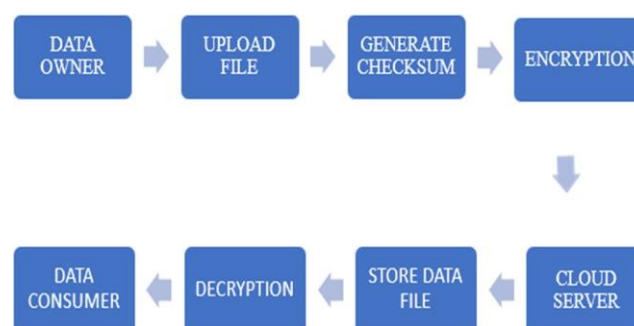 DATA
OWNER
UPLOAD
FILE
GENERATE
CHECKSUM
ENCRYPTION
DATA
CONSUMER
DECRYPTION
STORE DATA
FILE
CLOUD
SERVER